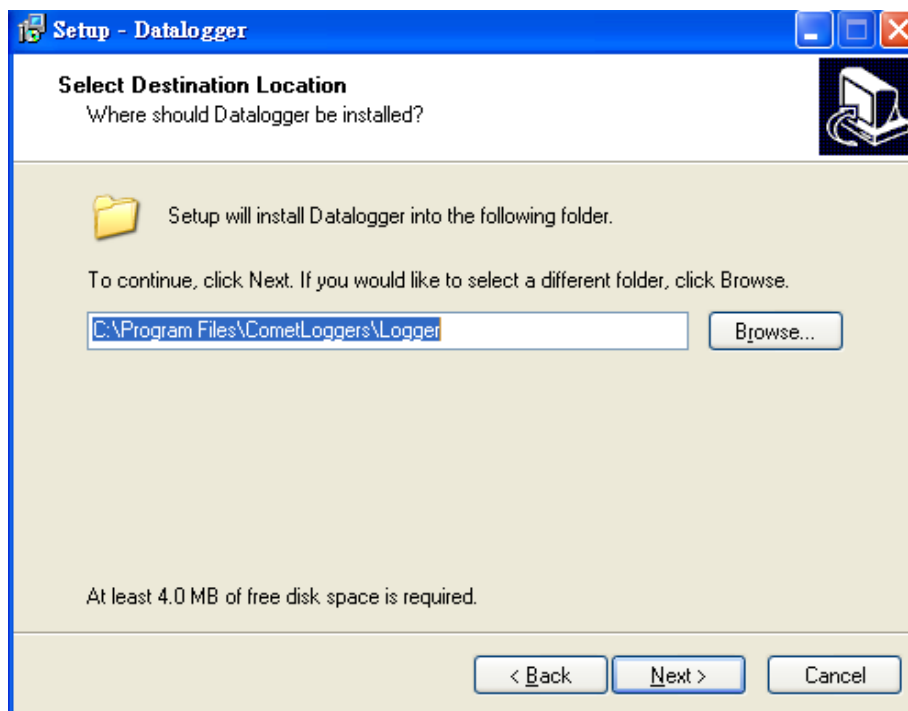 Setup - Datalogger
Select Destination Location
Where should Datalogger be installed?
Setup will install Datalogger into the following folder.
To continue, click Next. If you would like to select a different folder, click Browse.
C:\Program Files\CometLoggers\Logger
Browse...
At least 4.0 MB of free disk space is required.
< Back
Next >
Cancel